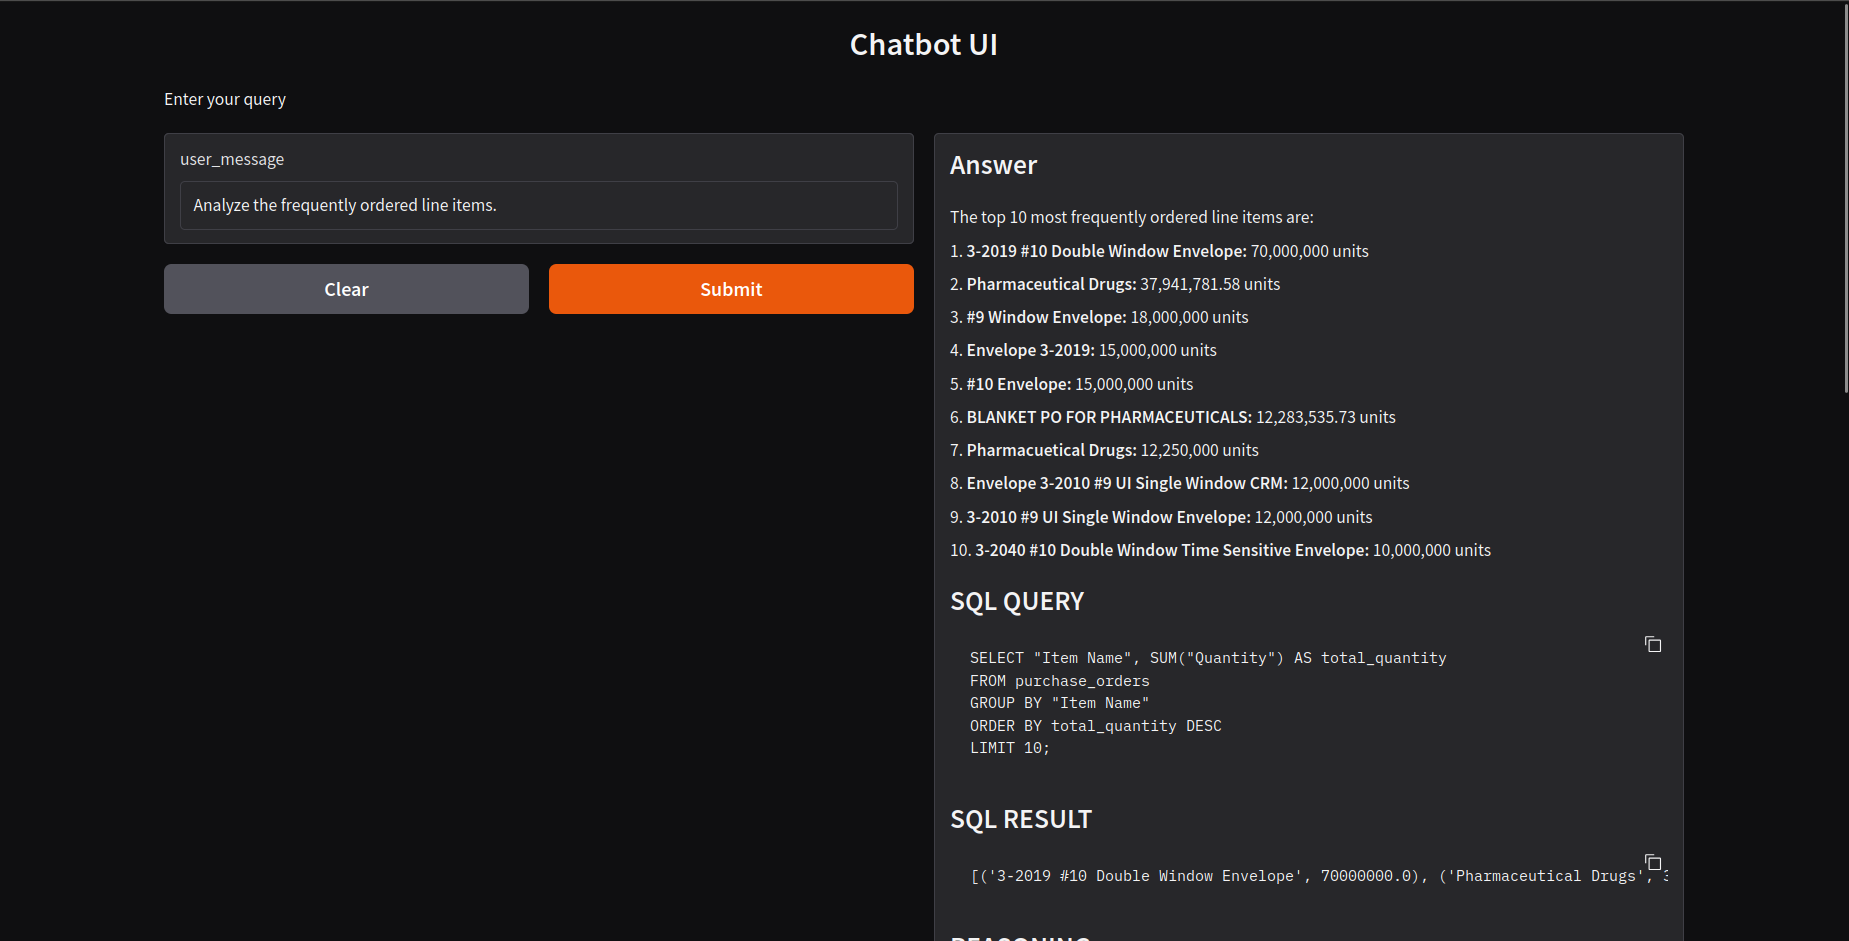 Chatbot UI
Enter your query
user_message
Analyze the frequently ordered line items.
Clear
Submit
Answer
The top 10 most frequently ordered line items are:
1. 3-2019 #10 Double Window Envelope: 70,000,000 units
2. Pharmaceutical Drugs: 37,941,781.58 units
3. #9 Window Envelope: 18,000,000 units
4. Envelope 3-2019: 15,000,000 units
5. #10 Envelope: 15,000,000 units
6. BLANKET PO FOR PHARMACEUTICALS: 12,283,535.73 units
7. Pharmacuetical Drugs: 12,250,000 units
8. Envelope 3-2010 #9 UI Single Window CRM: 12,000,000 units
9. 3-2010 #9 UI Single Window Envelope: 12,000,000 units
10. 3-2040 #10 Double Window Time Sensitive Envelope: 10,000,000 units
SQL QUERY
SELECT "Item Name", SUM("Quantity") AS total_quantity
FROM purchase_orders
GROUP BY "Item Name"
ORDER BY total_quantity DESC
LIMIT 10;
SQL RESULT
[('3-2019 #10 Double Window Envelope', 70000000.0), ('Pharmaceutical Drugs',
REASONING